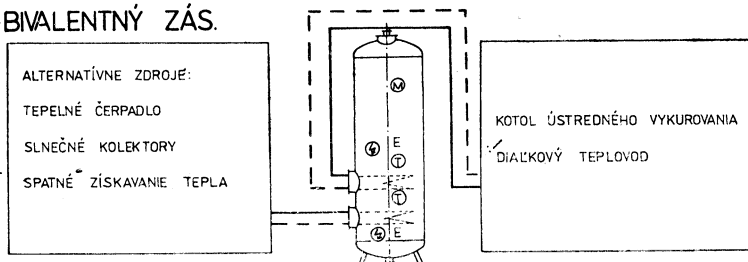 BIVALENTNÝ ZÁS.
ALTERNATÍVNE ZDROJE:
TEPELNÉ ČERPADLO
SLNEČNÉ KOLEKTORY
SPATNÉ ZÍSKAVANIE TEPLA
M
E
T
T
E
KOTOL ÚSTREDNÉHO VYKUROVANIA
DIAĽKOVÝ TEPLOVOD